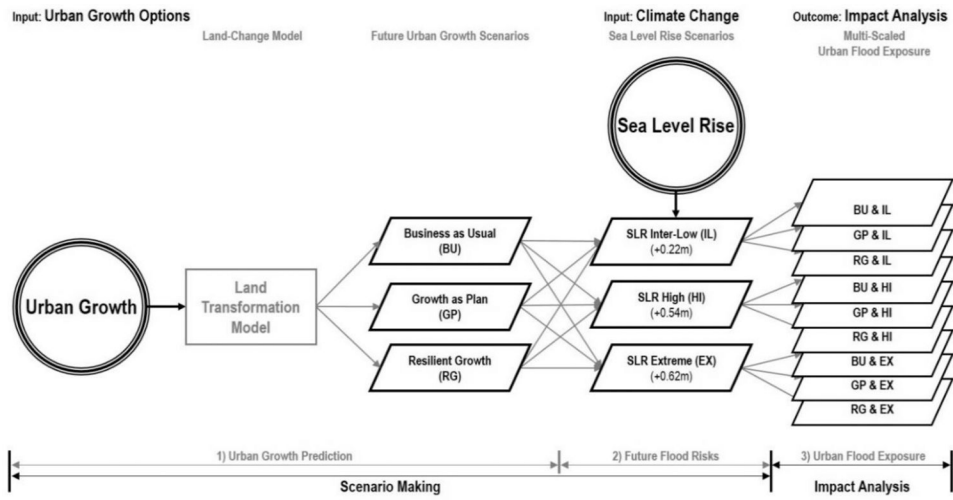 Input: Urban Growth Options
Input: Climate Change
Outcome: Impact Analysis
Land-Change Model
Future Urban Growth Scenarios
Sea Level Rise Scenarios
Multi-Scaled
Urban Flood Exposure
Sea Level Rise
Urban Growth
Land
Transformation
Model
Business as Usual
(BU)
Growth as Plan
(GP)
Resilient Growth
(RG)
SLR Inter-Low (IL)
(+0.22m)
SLR High (HI)
(+0.54m)
SLR Extreme (EX)
(+0.62m)
BU & IL
GP & IL
RG & IL
BU & HI
GP & HI
RG & HI
BU & EX
GP & EX
RG & EX
1) Urban Growth Prediction
2) Future Flood Risks
3) Urban Flood Exposure
Scenario Making
Impact Analysis